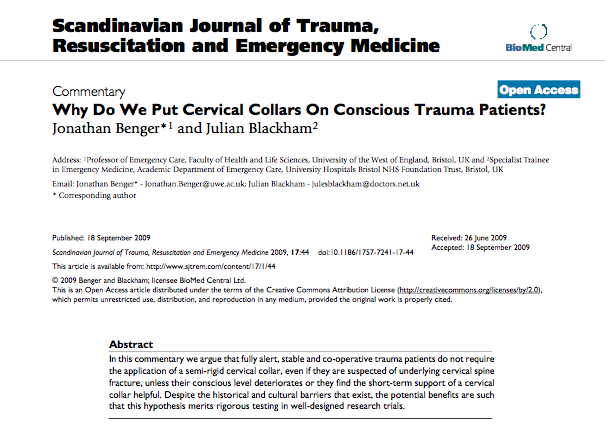 Scandinavian Journal of Trauma,
Resuscitation and Emergency Medicine
BioMed Central
Commentary
Open Access
Why Do We Put Cervical Collars On Conscious Trauma Patients?
Jonathan Benger*1 and Julian Blackham2
Address: 1Professor of Emergency Care, Faculty of Health and Life Sciences, University of the West of England, Bristol, UK and 2Specialist Trainee
in Emergency Medicine, Academic Department of Emergency Care, University Hospitals Bristol NHS Foundation Trust, Bristol, UK
Email: Jonathan Benger* - Jonathan.Benger@uwe.ac.uk; Julian Blackham - julesblackham@doctors.net.uk
* Corresponding author
Published: 18 September 2009
Received: 26 June 2009
Accepted: 18 September 2009
Scandinavian Journal of Trauma, Resuscitation and Emergency Medicine 2009, 17:44 doi:10.1186/1757-7241-17-44
This article is available from: http://www.sjtrem.com/content/17/1/44
© 2009 Benger and Blackham; licensee BioMed Central Ltd.
This is an Open Access article distributed under the terms of the Creative Commons Attribution License (http://creativecommons.org/licenses/by/2.0),
which permits unrestricted use, distribution, and reproduction in any medium, provided the original work is properly cited.
Abstract
In this commentary we argue that fully alert, stable and co-operative trauma patients do not require
the application of a semi-rigid cervical collar, even if they are suspected of underlying cervical spine
fracture, unless their conscious level deteriorates or they find the short-term support of a cervical
collar helpful. Despite the historical and cultural barriers that exist, the potential benefits are such
that this hypothesis merits rigorous testing in well-designed research trials.